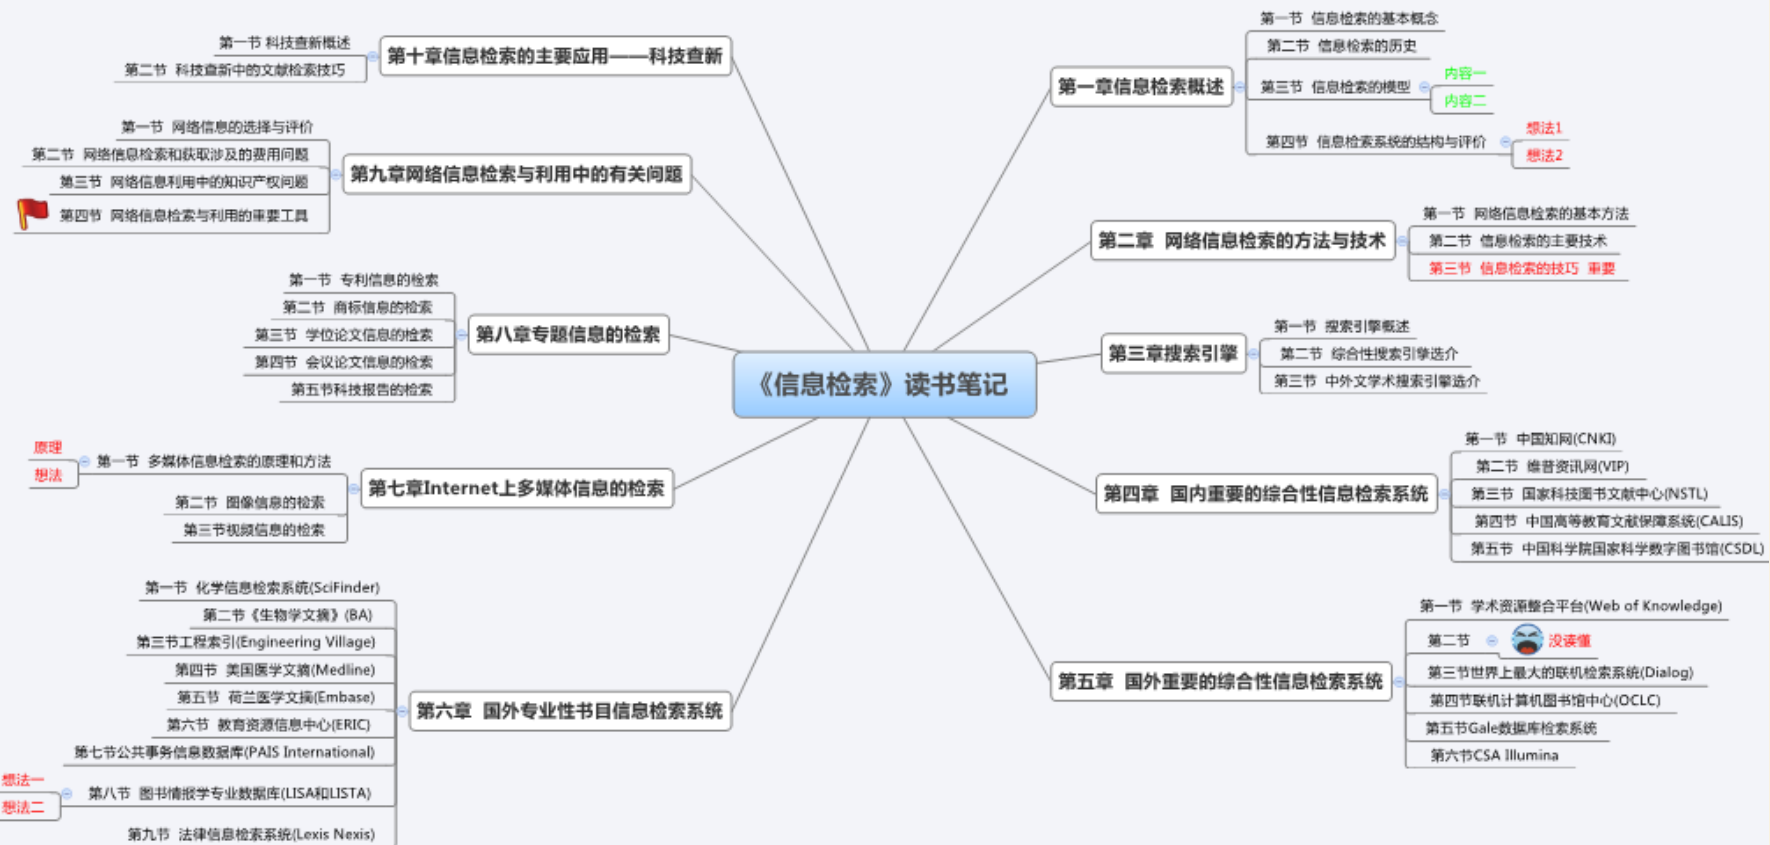 《信息检索》读书笔记
第一章信息检索概述
第一节 信息检索的基本概念
第二节 信息检索的历史
第三节 信息检索的模型
内容一
内容二
第四节 信息检索系统的结构与评价
想法1
想法2
第二章 网络信息检索的方法与技术
第一节 网络信息检索的基本方法
第二节 信息检索的主要技术
第三节 信息检索的技巧 重要
第三章搜索引擎
第一节 搜索引擎概述
第二节 综合性搜索引擎选介
第三节 中外文学术搜索引擎选介
第四章 国内重要的综合性信息检索系统
第一节 中国知网(CNKI)
第二节 维普资讯网(VIP)
第三节 国家科技图书文献中心(NSTL)
第四节 中国高等教育文献保障系统(CALIS)
第五节 中国科学院国家科学数字图书馆(CSDL)
第五章 国外重要的综合性信息检索系统
第一节 学术资源整合平台(Web of Knowledge)
第二节
没读懂
第三节世界上最大的联机检索系统(Dialog)
第四节联机计算机图书馆中心(OCLC)
第五节Gale数据库检索系统
第六节CSA Illumina
第六章 国外专业性书目信息检索系统
第一节 化学信息检索系统(SciFinder)
第二节《生物学文摘》(BA)
第三节工程索引(Engineering Village)
第四节 美国医学文摘(Medline)
第五节 荷兰医学文摘(Embase)
第六节 教育资源信息中心(ERIC)
第七节公共事务信息数据库(PAIS International)
第八节 图书情报学专业数据库(LISA和LISTA)
想法一
想法二
第九节 法律信息检索系统(Lexis Nexis)
第七章Internet上多媒体信息的检索
第一节 多媒体信息检索的原理和方法
原理
想法
第二节 图像信息的检索
第三节视频信息的检索
第八章专题信息的检索
第一节 专利信息的检索
第二节 商标信息的检索
第三节 学位论文信息的检索
第四节 会议论文信息的检索
第五节科技报告的检索
第九章网络信息检索与利用中的有关问题
第一节 网络信息的选择与评价
第二节 网络信息检索和获取涉及的费用问题
第三节 网络信息利用中的知识产权问题
第四节 网络信息检索与利用的重要工具
第十章信息检索的主要应用——科技查新
第一节 科技查新概述
第二节 科技查新中的文献检索技巧